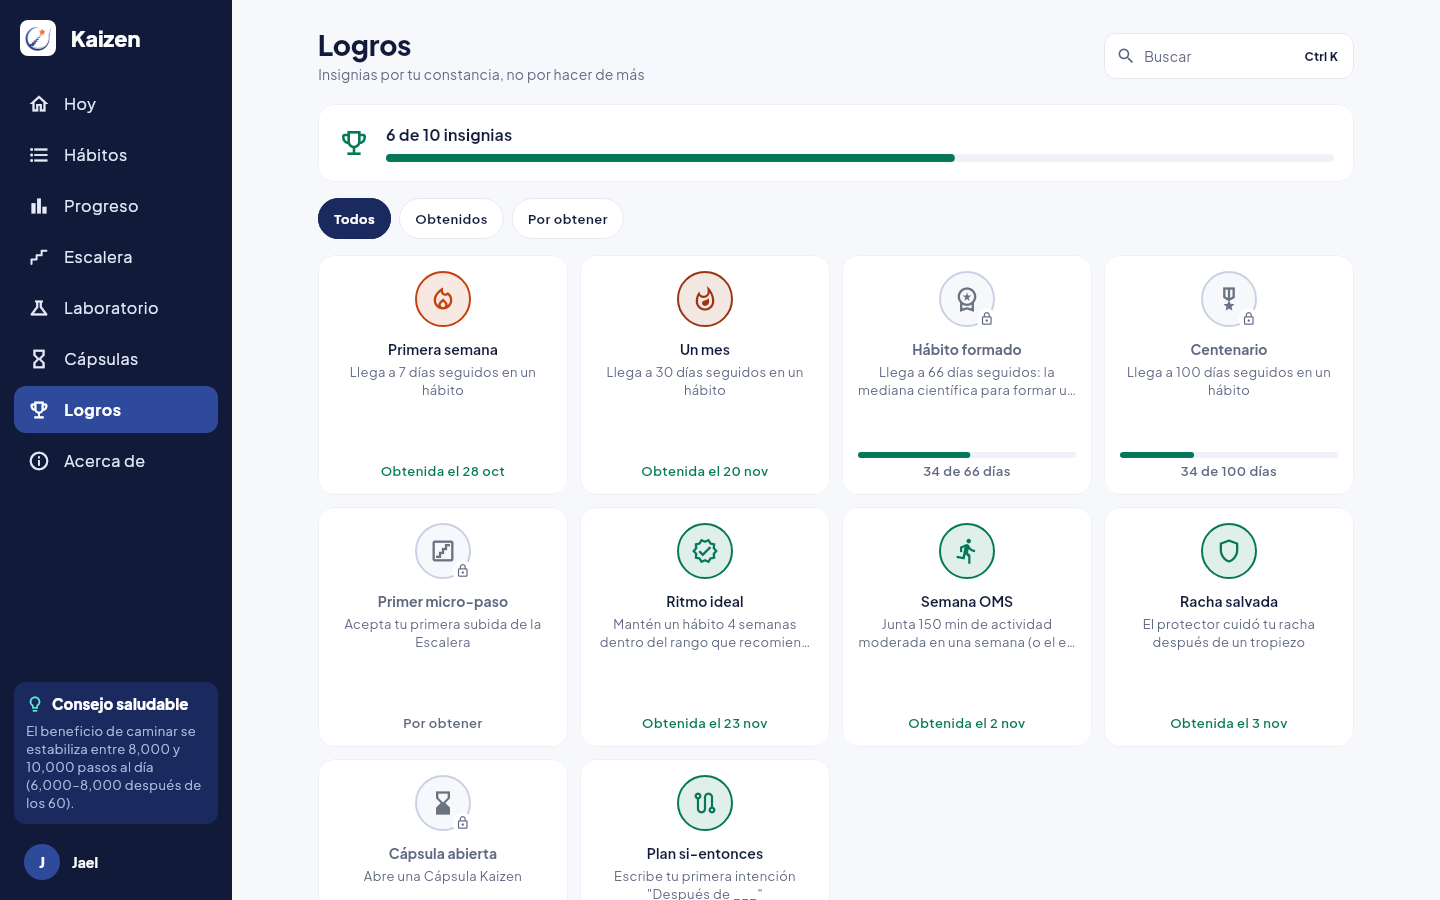 Kaizen
Hoy
Hábitos
Progreso
Escalera
Laboratorio
Cápsulas
Logros
Acerca de
Consejo saludable
El beneficio de caminar se
estabiliza entre 8,000 y
10,000 pasos al día
(6,000–8,000 después de
los 60).
J
Jael
Logros
Insignias por tu constancia, no por hacer de más
Buscar
Ctrl K
6 de 10 insignias
Todos
Obtenidos
Por obtener
Primera semana
Llega a 7 días seguidos en un
hábito
Obtenida el 28 oct
Un mes
Llega a 30 días seguidos en un
hábito
Obtenida el 20 nov
Hábito formado
Llega a 66 días seguidos: la
mediana científica para formar u…
34 de 66 días
Centenario
Llega a 100 días seguidos en un
hábito
34 de 100 días
Primer micro-paso
Acepta tu primera subida de la
Escalera
Por obtener
Ritmo ideal
Mantén un hábito 4 semanas
dentro del rango que recomien…
Obtenida el 23 nov
Semana OMS
Junta 150 min de actividad
moderada en una semana (o el e…
Obtenida el 2 nov
Racha salvada
El protector cuidó tu racha
después de un tropiezo
Obtenida el 3 nov
Cápsula abierta
Abre una Cápsula Kaizen
Plan si-entonces
Escribe tu primera intención
"Después de ___"